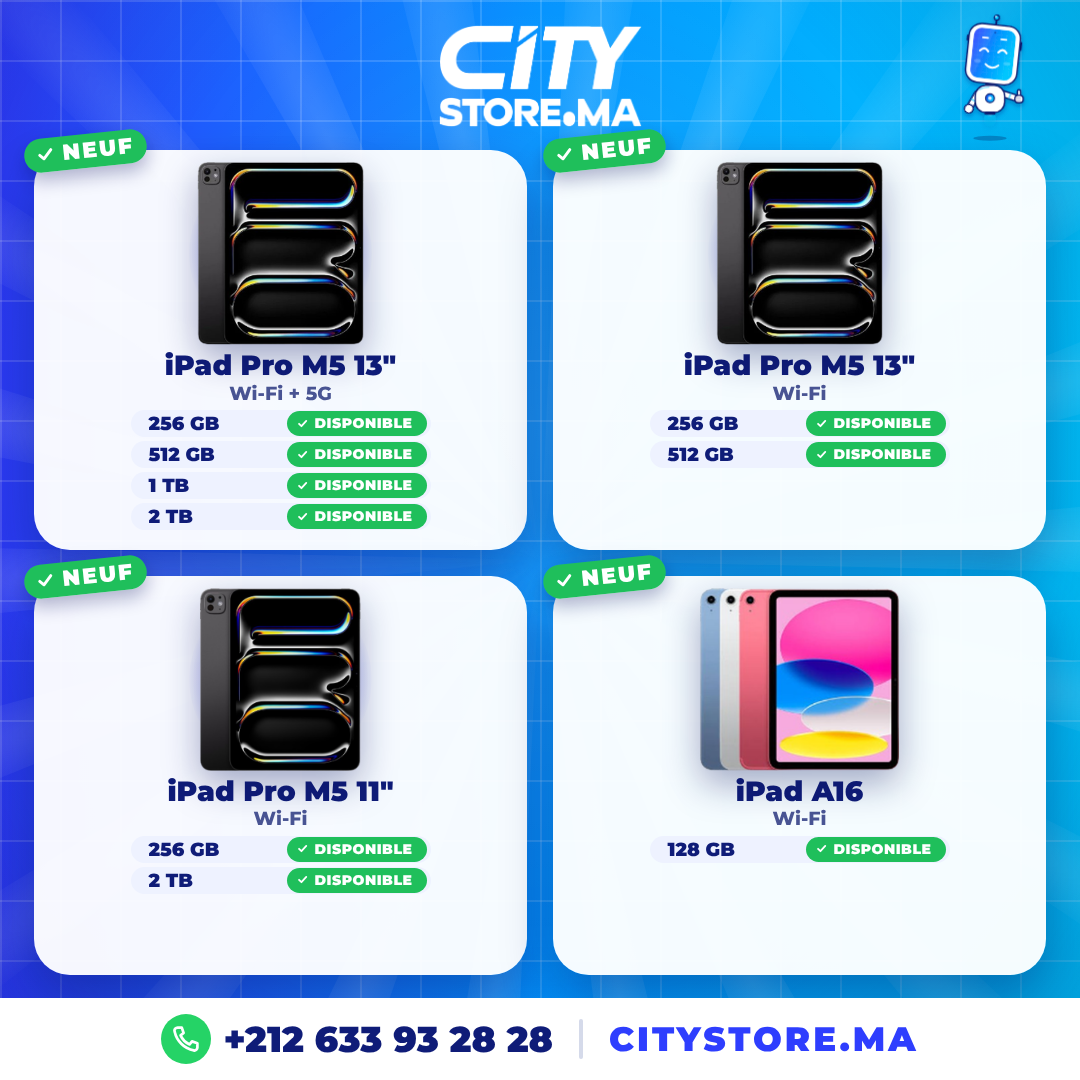 CITY
STORE.MA
NEUF
iPad Pro M5 13"
Wi-Fi + 5G
256 GB DISPONIBLE
512 GB DISPONIBLE
1 TB DISPONIBLE
2 TB DISPONIBLE
NEUF
iPad Pro M5 13"
Wi-Fi
256 GB DISPONIBLE
512 GB DISPONIBLE
NEUF
iPad Pro M5 11"
Wi-Fi
256 GB DISPONIBLE
2 TB DISPONIBLE
NEUF
iPad A16
Wi-Fi
128 GB DISPONIBLE
+212 633 93 28 28 | CITYSTORE.MA